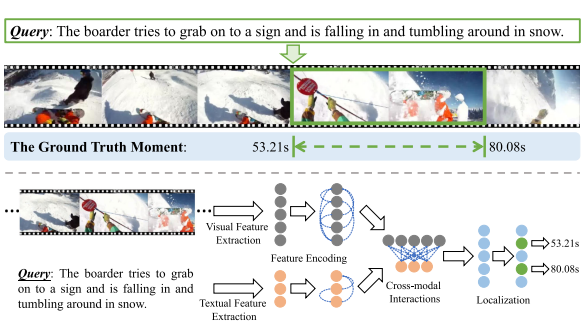 Query: The boarder tries to grab on to a sign and is falling in and tumbling around in snow.
The Ground Truth Moment:
53.21s
80.08s
Visual Feature
Extraction
Feature Encoding
Query: The boarder tries to grab
on to a sign and is falling in and
tumbling around in snow.
Textual Feature
Extraction
Cross-modal
Interactions
Localization
53.21s
80.08s